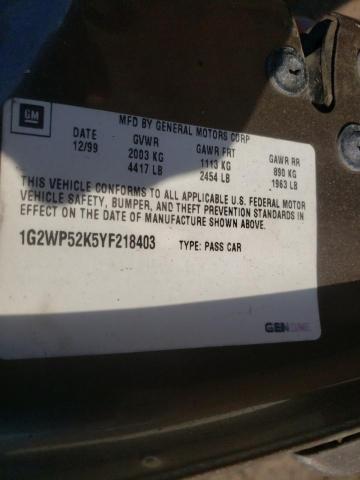 GM
MFD BY GENERAL MOTORS CORP
DATE GVWR GAWR FRT GAWR RR
12/99 2003 KG 1113 KG 890 KG
4417 LB 2454 LB 1963 LB
THIS VEHICLE CONFORMS TO ALL APPLICABLE U.S. FEDERAL MOTOR
VEHICLE SAFETY, BUMPER, AND THEFT PREVENTION STANDARDS IN
EFFECT ON THE DATE OF MANUFACTURE SHOWN ABOVE.
1G2WP52K5YF218403 TYPE: PASS CAR
GENUINE